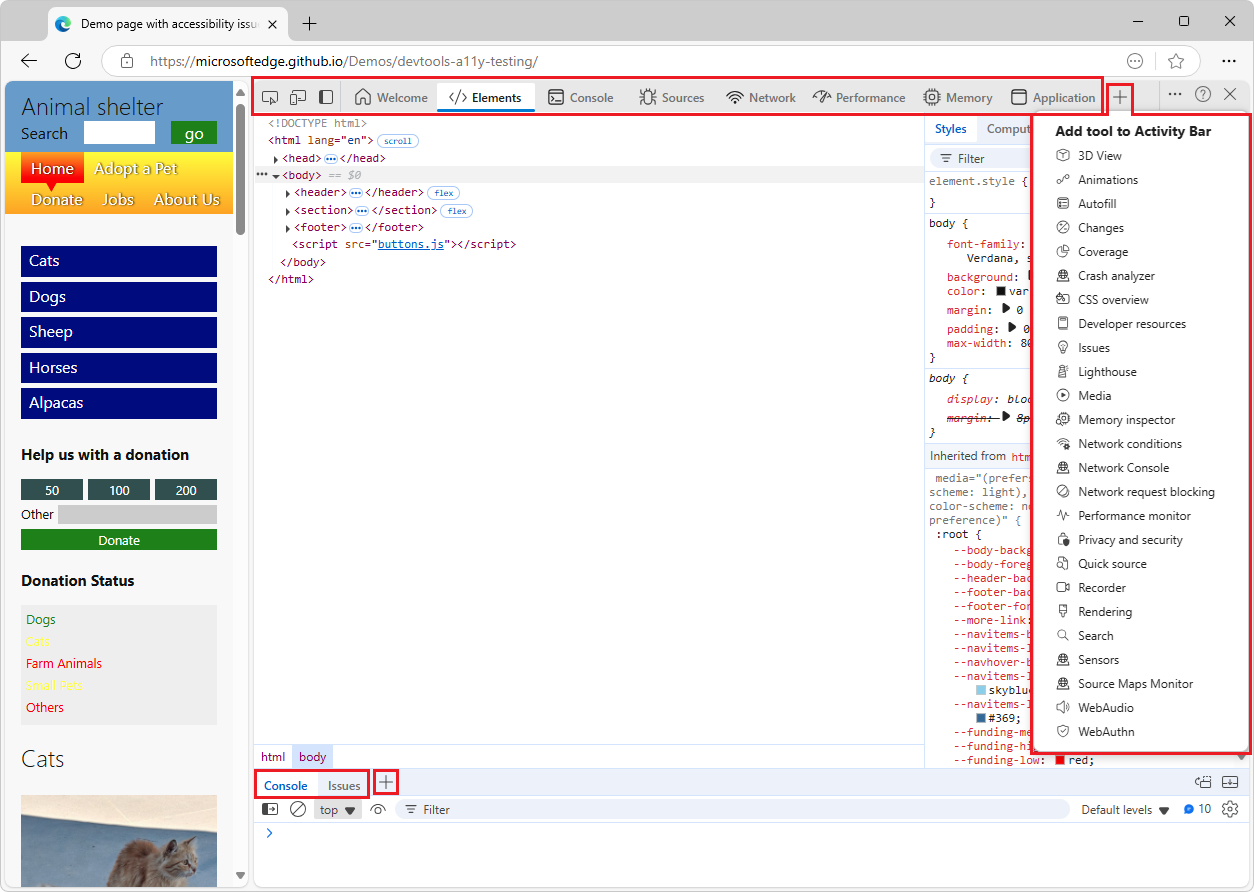 Demo page with accessibility issu
https://microsoftedge.github.io/Demos/devtools-a11y-testing/
Animal shelter
Search
go
Home
Adopt a Pet
Donate
Jobs
About Us
Cats
Dogs
Sheep
Horses
Alpacas
Help us with a donation
50
100
200
Other
Donate
Donation Status
Dogs
Cats
Farm Animals
Small Pets
Others
Cats
Welcome
</> Elements
Console
Sources
Network
Performance
Memory
Application
<!DOCTYPE html>
<html lang="en"> scroll
<head> ••• </head>
••• <body> == $0
<header> ••• </header> flex
<section> ••• </section> flex
<footer> ••• </footer>
<script src="buttons.js"></script>
</body>
</html>
html
body
Styles
Comput
Filter
element.style {
}
body {
font-family:
Verdana, s
background:
color: var
margin: 0
padding: 0
max-width: 80
}
body {
display: bloc
margin: 8p
}
Inherited from htm
media="(prefers
scheme: light),
color-scheme: no
preference)" {
:root {
--body-backg
--body-foreg
--header-bac
--footer-bac
--footer-for
--more-link:
--navitems-b
--navitems-l
--navhover-b
--navitems-l
skyblue
--navitems-l
#369;
--funding-me
--funding-hi
--funding-low: red;
Add tool to Activity Bar
3D View
Animations
Autofill
Changes
Coverage
Crash analyzer
CSS overview
Developer resources
Issues
Lighthouse
Media
Memory inspector
Network conditions
Network Console
Network request blocking
Performance monitor
Privacy and security
Quick source
Recorder
Rendering
Search
Sensors
Source Maps Monitor
WebAudio
WebAuthn
Console
Issues
top
Filter
Default levels
10